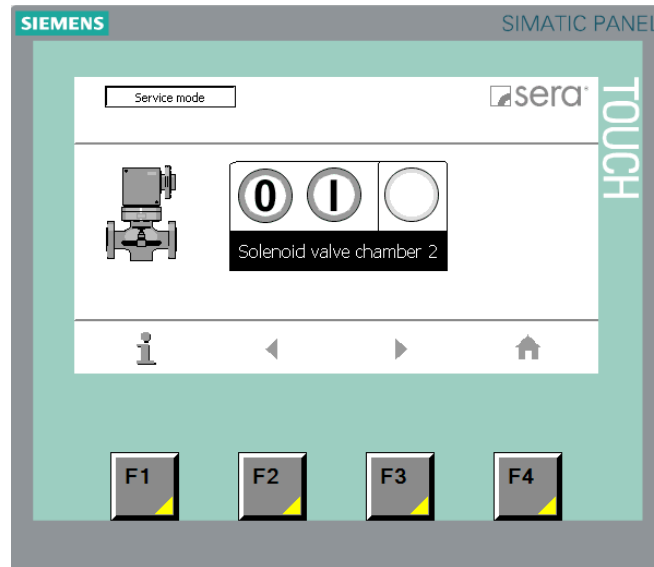 SIEMENS
SIMATIC PANEL
TOUCH
Service mode
sera
0 I
Solenoid valve chamber 2
i
F1 F2 F3 F4